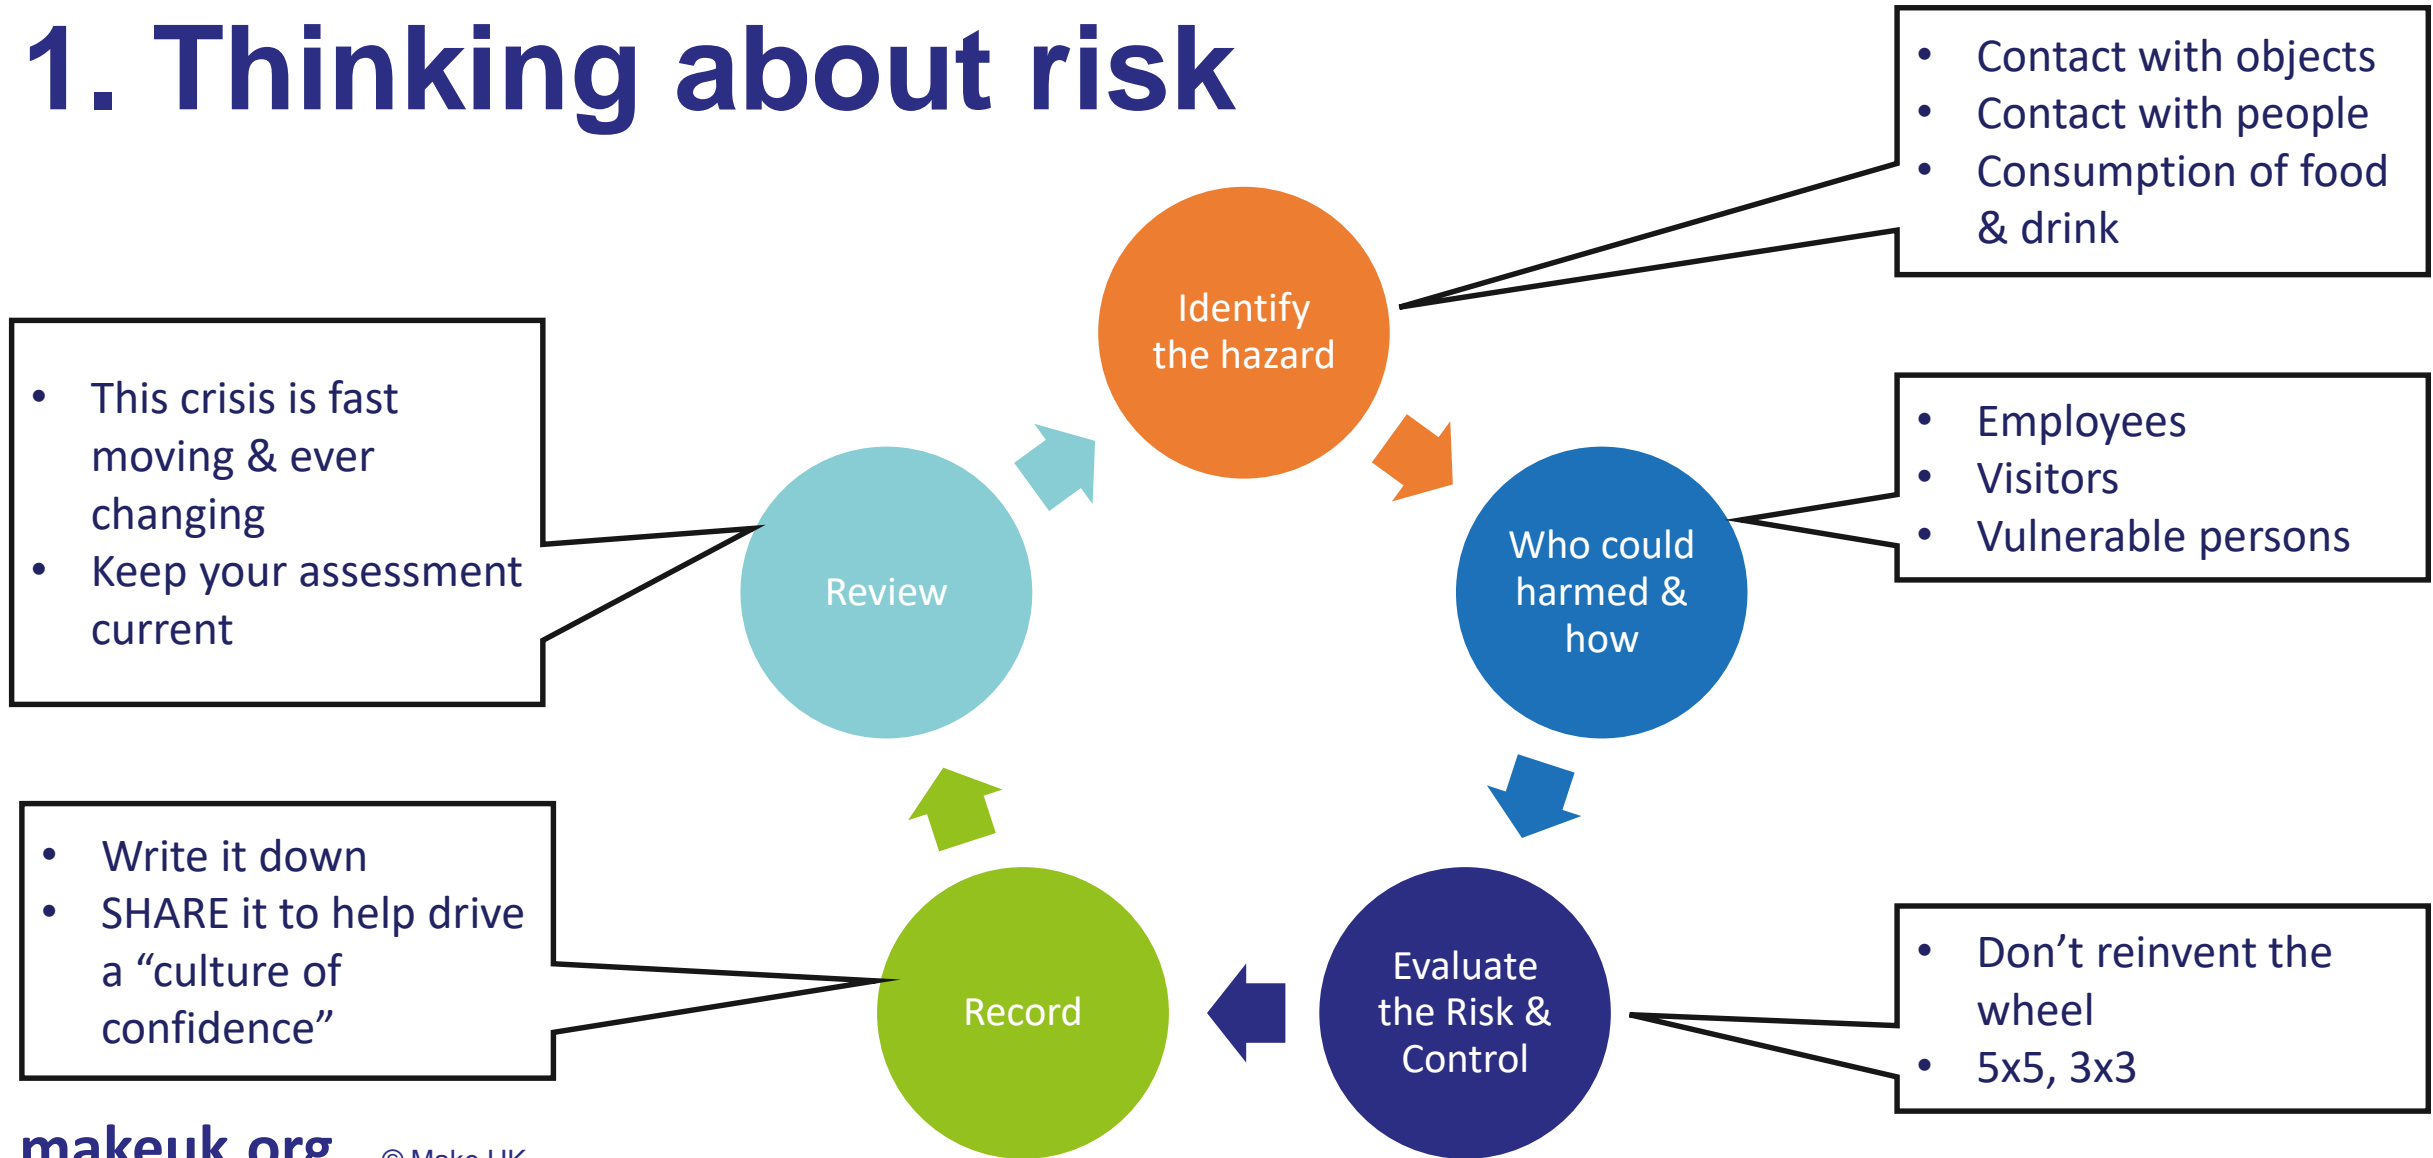 1. Thinking about risk
• Contact with objects
• Contact with people
• Consumption of food
& drink
Identify
the hazard
• Employees
• Visitors
• Vulnerable persons
Who could
harmed &
how
• Don’t reinvent the
wheel
• 5x5, 3x3
Evaluate
the Risk &
Control
• Write it down
• SHARE it to help drive
a “culture of
confidence”
Record
• This crisis is fast
moving & ever
changing
• Keep your assessment
current
Review
makeuk.org
© Make UK